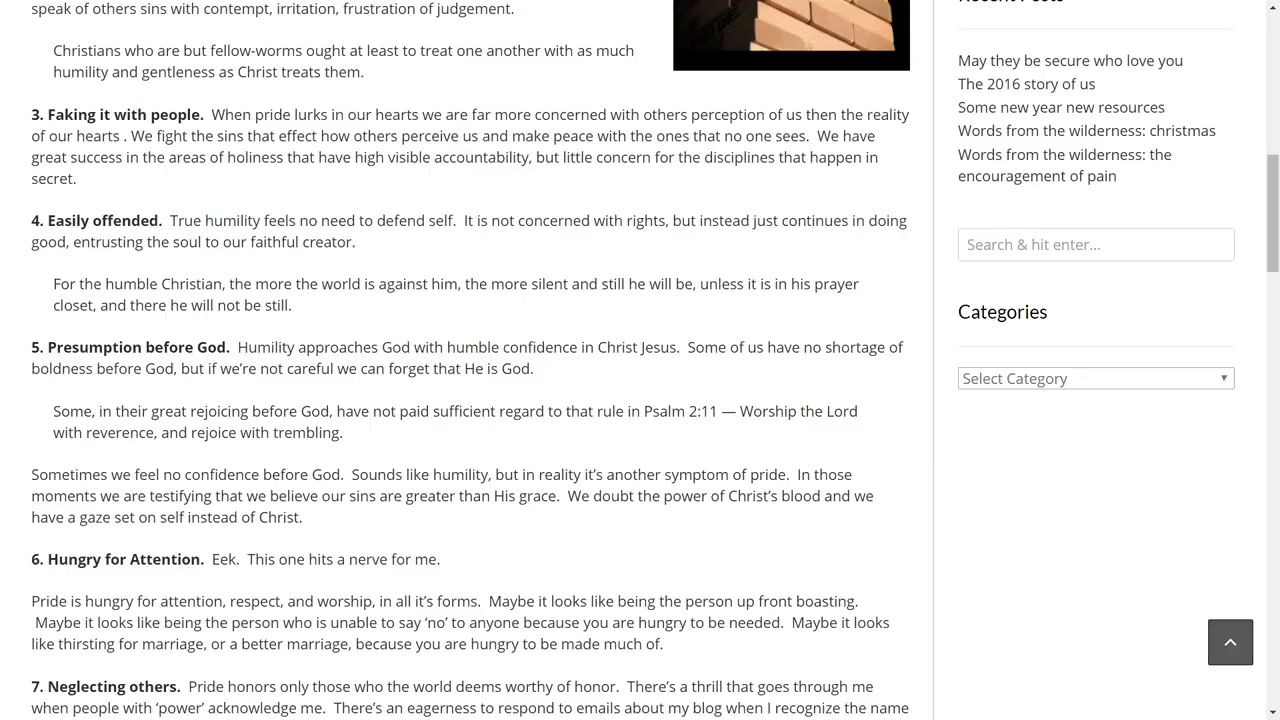 speak of others sins with contempt, irritation, frustration of judgement.
Christians who are but fellow-worms ought at least to treat one another with as much
humility and gentleness as Christ treats them.
3. Faking it with people.  When pride lurks in our hearts we are far more concerned with others perception of us then the reality
of our hearts . We fight the sins that effect how others perceive us and make peace with the ones that no one sees.  We have
great success in the areas of holiness that have high visible accountability, but little concern for the disciplines that happen in
secret.
4. Easily offended.  True humility feels no need to defend self.  It is not concerned with rights, but instead just continues in doing
good, entrusting the soul to our faithful creator.
For the humble Christian, the more the world is against him, the more silent and still he will be, unless it is in his prayer
closet, and there he will not be still.
5. Presumption before God.  Humility approaches God with humble confidence in Christ Jesus.  Some of us have no shortage of
boldness before God, but if we’re not careful we can forget that He is God.
Some, in their great rejoicing before God, have not paid sufficient regard to that rule in Psalm 2:11 — Worship the Lord
with reverence, and rejoice with trembling.
Sometimes we feel no confidence before God.  Sounds like humility, but in reality it’s another symptom of pride.  In those
moments we are testifying that we believe our sins are greater than His grace.  We doubt the power of Christ’s blood and we
have a gaze set on self instead of Christ.
6. Hungry for Attention.  Eek.  This one hits a nerve for me.
Pride is hungry for attention, respect, and worship, in all it’s forms.  Maybe it looks like being the person up front boasting.
Maybe it looks like being the person who is unable to say ‘no’ to anyone because you are hungry to be needed.  Maybe it looks
like thirsting for marriage, or a better marriage, because you are hungry to be made much of.
7. Neglecting others.  Pride honors only those who the world deems worthy of honor.  There’s a thrill that goes through me
when people with ‘power’ acknowledge me.  There’s an eagerness to respond to emails about my blog when I recognize the name
Recent Posts
May they be secure who love you
The 2016 story of us
Some new year new resources
Words from the wilderness: christmas
Words from the wilderness: the
encouragement of pain
Search & hit enter...
Categories
Select Category